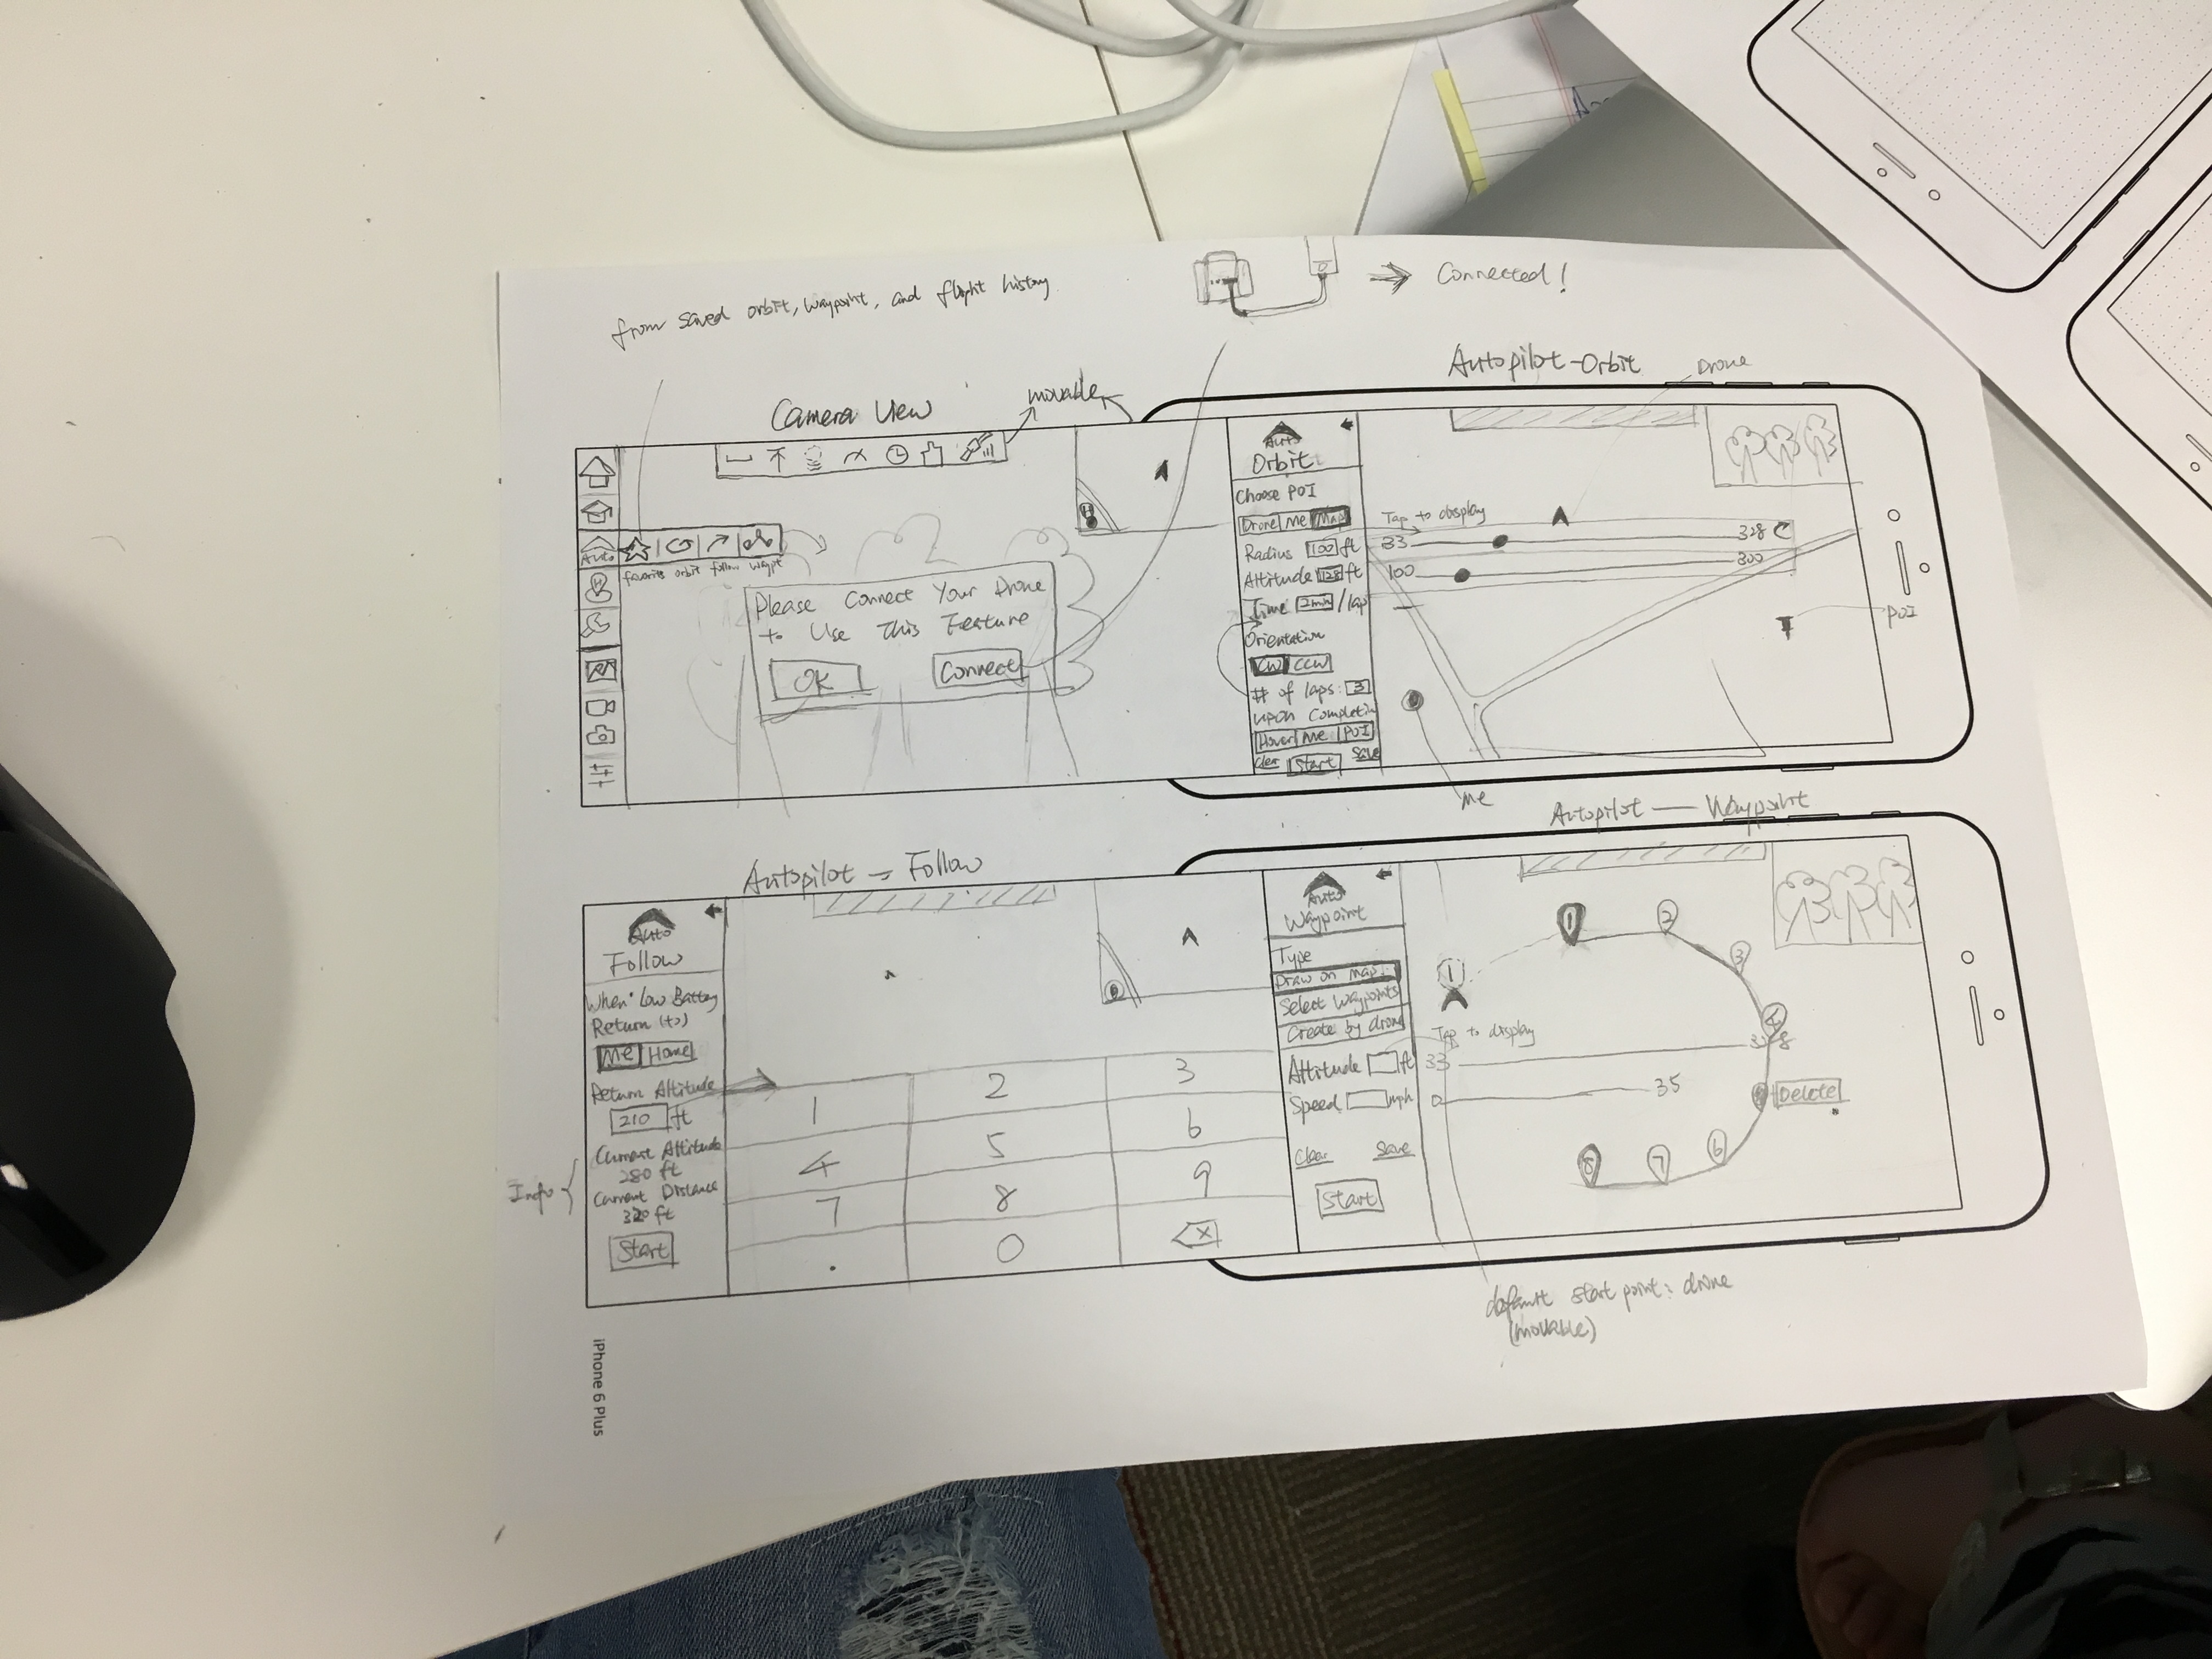 from saved orbit, waypoint, and flight history
→ Connected!
Camera View
movable
Auto
favorite orbit follow waypt
H
Please Connect Your Drone
to Use This Feature
OK
Connect
Autopilot-Orbit
Drone
Auto
Orbit
Choose POI
Drone Me Map
Radius 100 ft
Altitude 128 ft
Time 2min /lap
Orientation
CW CCW
# of laps: 3
upon Completin
Hover Me POI
Clear Start Save
Tap to display
33 328
100 300
POI
me
Autopilot → Follow
Auto
Follow
When Low Battery
Return (to)
Me Home
Return Altitude
210 ft
Current Altitude
280 ft
Current Distance
320 ft
Start
Info
1 2 3
4 5 6
7 8 9
. 0 X
Autopilot — Waypoint
Auto
Waypoint
Type
Draw on map
Select Waypoints
Create by drone
Altitude ft
Speed mph
Clear Save
Start
1
1 2 3 4
Tap to display
33 328
0 35
Delete
8 7 6
default start point: drone
(movable)
iPhone 6 Plus